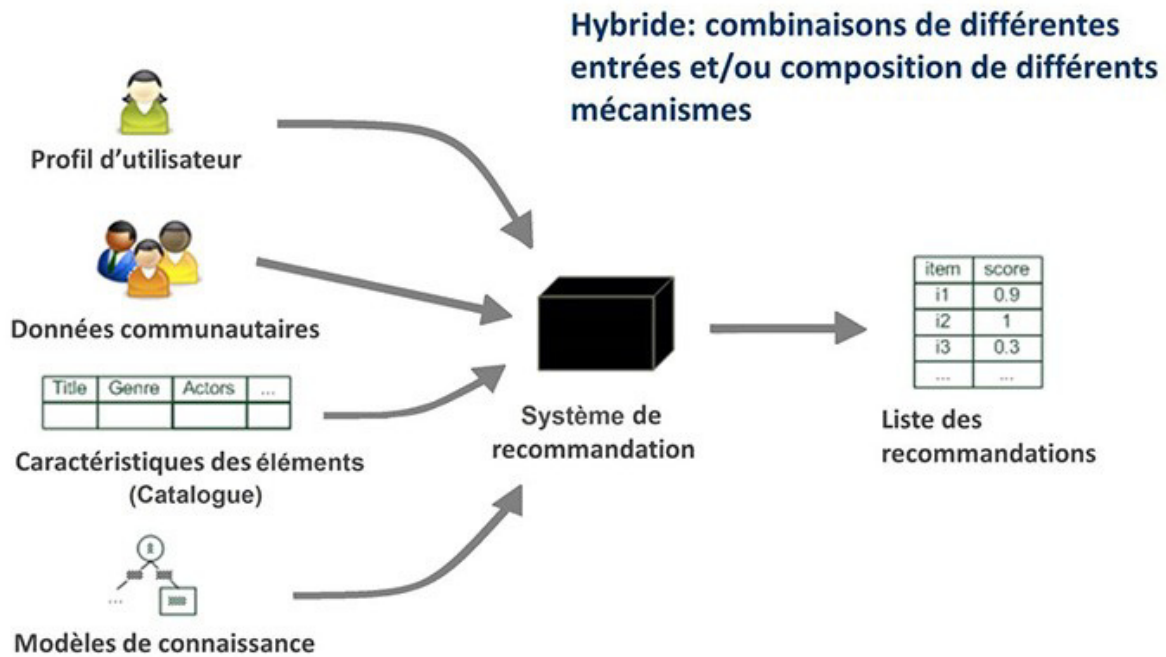 Hybride: combinaisons de différentes
entrées et/ou composition de différents
mécanismes
Profil d'utilisateur
Données communautaires
Title Genre Actors ...
Caractéristiques des éléments
(Catalogue)
...
Modèles de connaissance
Système de
recommandation
item score
i1 0.9
i2 1
i3 0.3
... ...
Liste des
recommandations